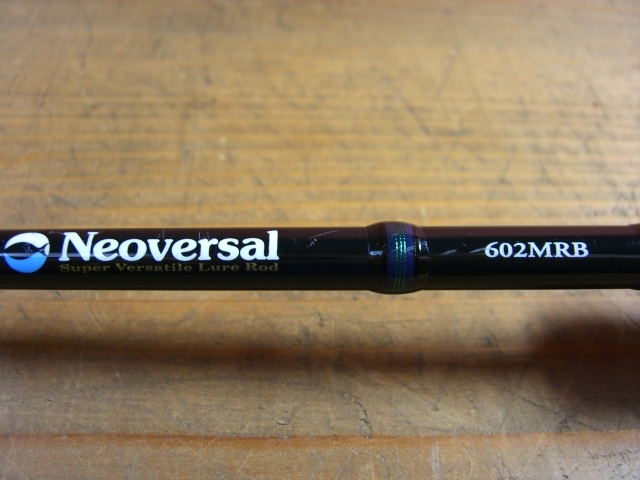 Neoversal
Super Versatile Lure Rod
602MRB